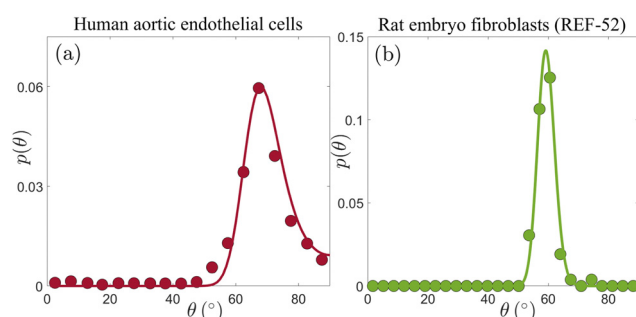 Human aortic endothelial cells
(a)
p(θ)
0.06
0.03
0
0 20 40 60 80
θ (°)
Rat embryo fibroblasts (REF-52)
(b)
p(θ)
0.15
0.1
0.05
0
0 20 40 60 80
θ (°)